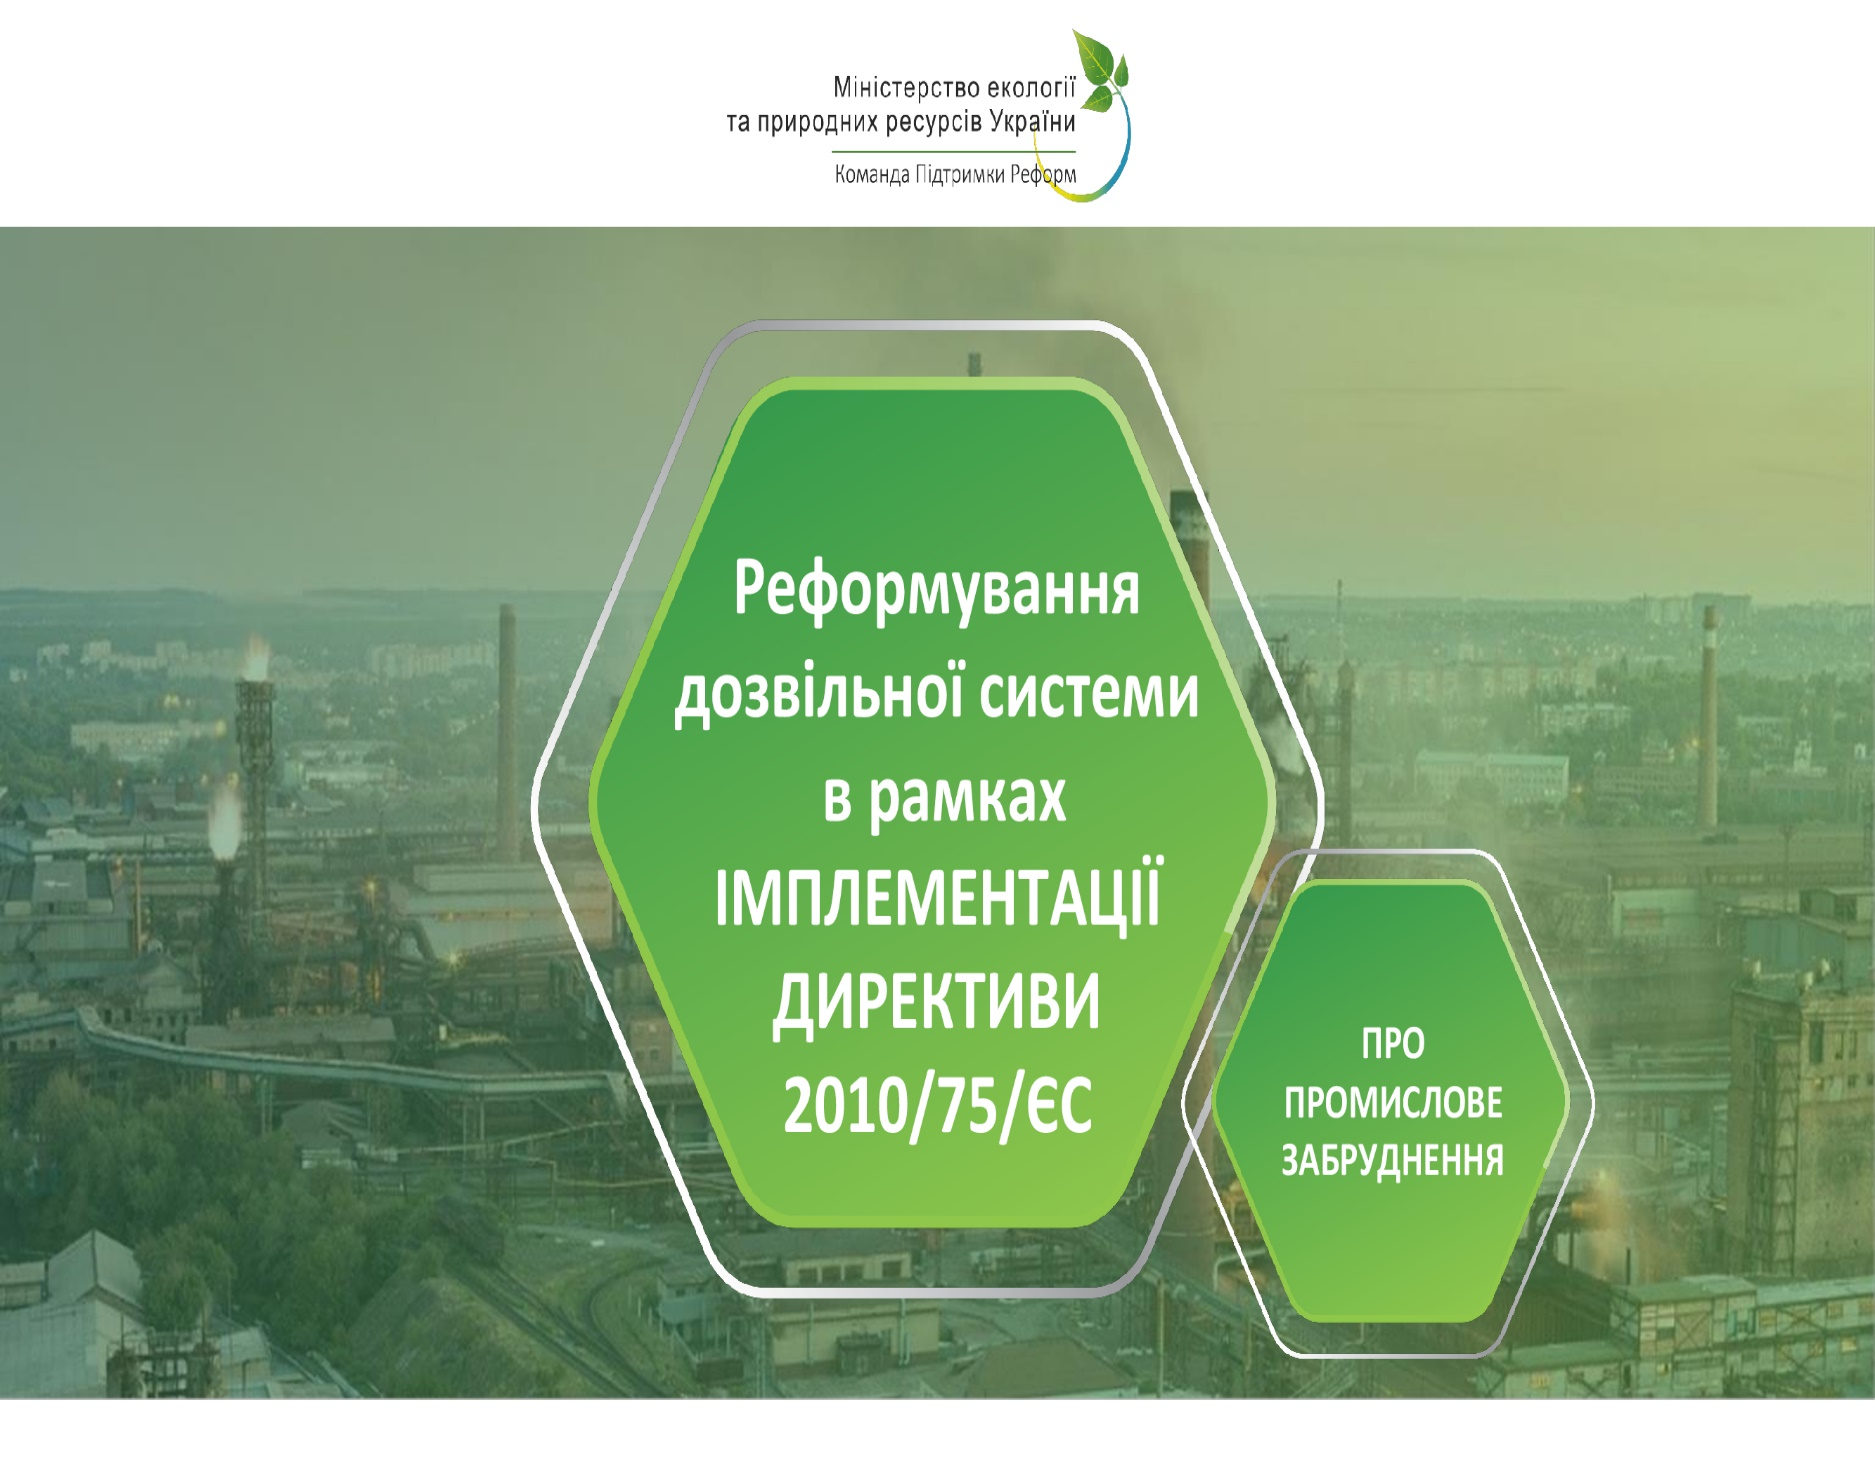 Міністерство екології
та природних ресурсів України
Команда Підтримки Реформ
Реформування
дозвільної системи
в рамках
ІМПЛЕМЕНТАЦІЇ
ДИРЕКТИВИ
2010/75/ЄС
ПРО
ПРОМИСЛОВЕ
ЗАБРУДНЕННЯ